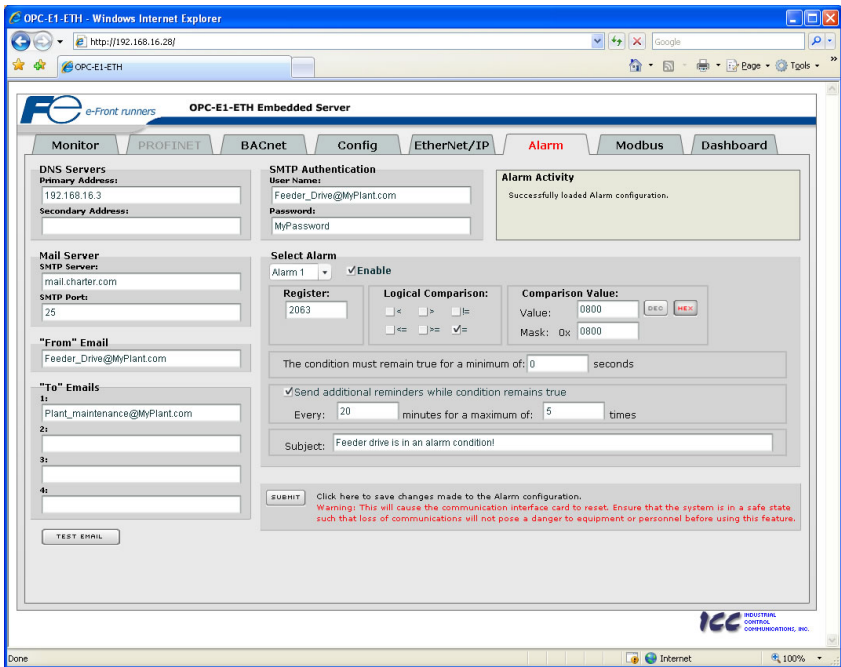 OPC-E1-ETH - Windows Internet Explorer
http://192.168.16.28/
Google
OPC-E1-ETH
Page
Tools
»
Fe e-Front runners
OPC-E1-ETH Embedded Server
Monitor
PROFINET
BACnet
Config
EtherNet/IP
Alarm
Modbus
Dashboard
DNS Servers
Primary Address:
192.168.16.3
Secondary Address:
SMTP Authentication
User Name:
Feeder_Drive@MyPlant.com
Password:
MyPassword
Alarm Activity
Successfully loaded Alarm configuration.
Mail Server
SMTP Server:
mail.charter.com
SMTP Port:
25
"From" Email
Feeder_Drive@MyPlant.com
"To" Emails
1:
Plant_maintenance@MyPlant.com
2:
3:
4:
TEST EMAIL
Select Alarm
Alarm 1
Enable
Register:
2063
Logical Comparison:
< > !=
<= >= =
Comparison Value:
Value: 0800 DEC HEX
Mask: 0x 0800
The condition must remain true for a minimum of: 0 seconds
Send additional reminders while condition remains true
Every: 20 minutes for a maximum of: 5 times
Subject: Feeder drive is in an alarm condition!
SUBMIT
Click here to save changes made to the Alarm configuration.
Warning: This will cause the communication interface card to reset. Ensure that the system is in a safe state
such that loss of communications will not pose a danger to equipment or personnel before using this feature.
ICC INDUSTRIAL
CONTROL
COMMUNICATIONS, INC.
Done
Internet
100%